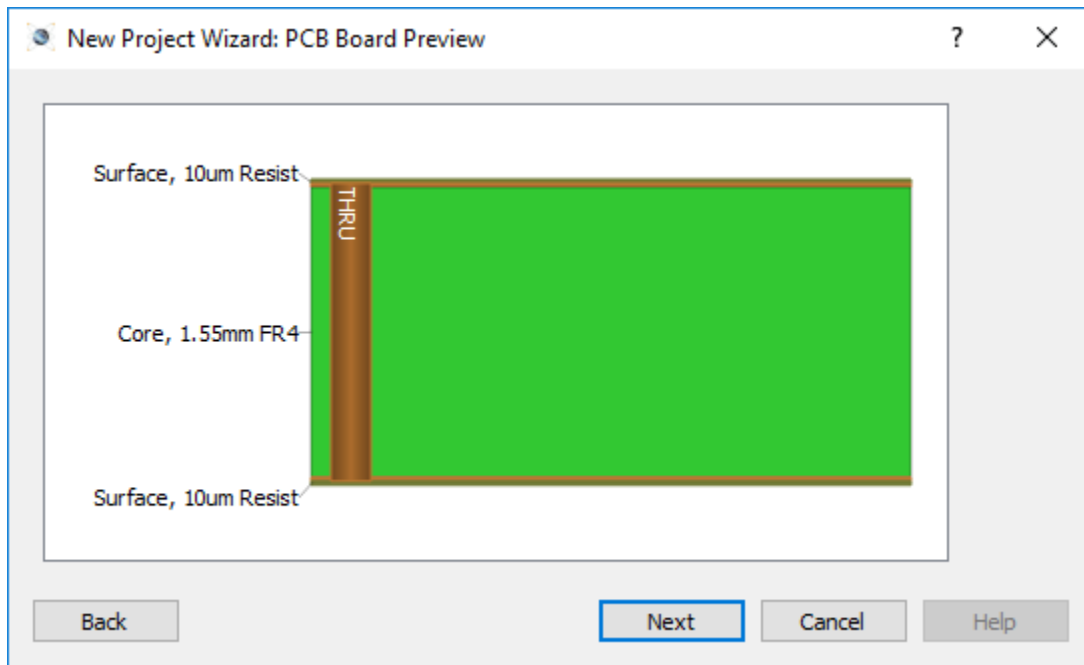 New Project Wizard: PCB Board Preview
?
Surface, 10um Resist
THRU
Core, 1.55mm FR4
Surface, 10um Resist
Back
Next
Cancel
Help